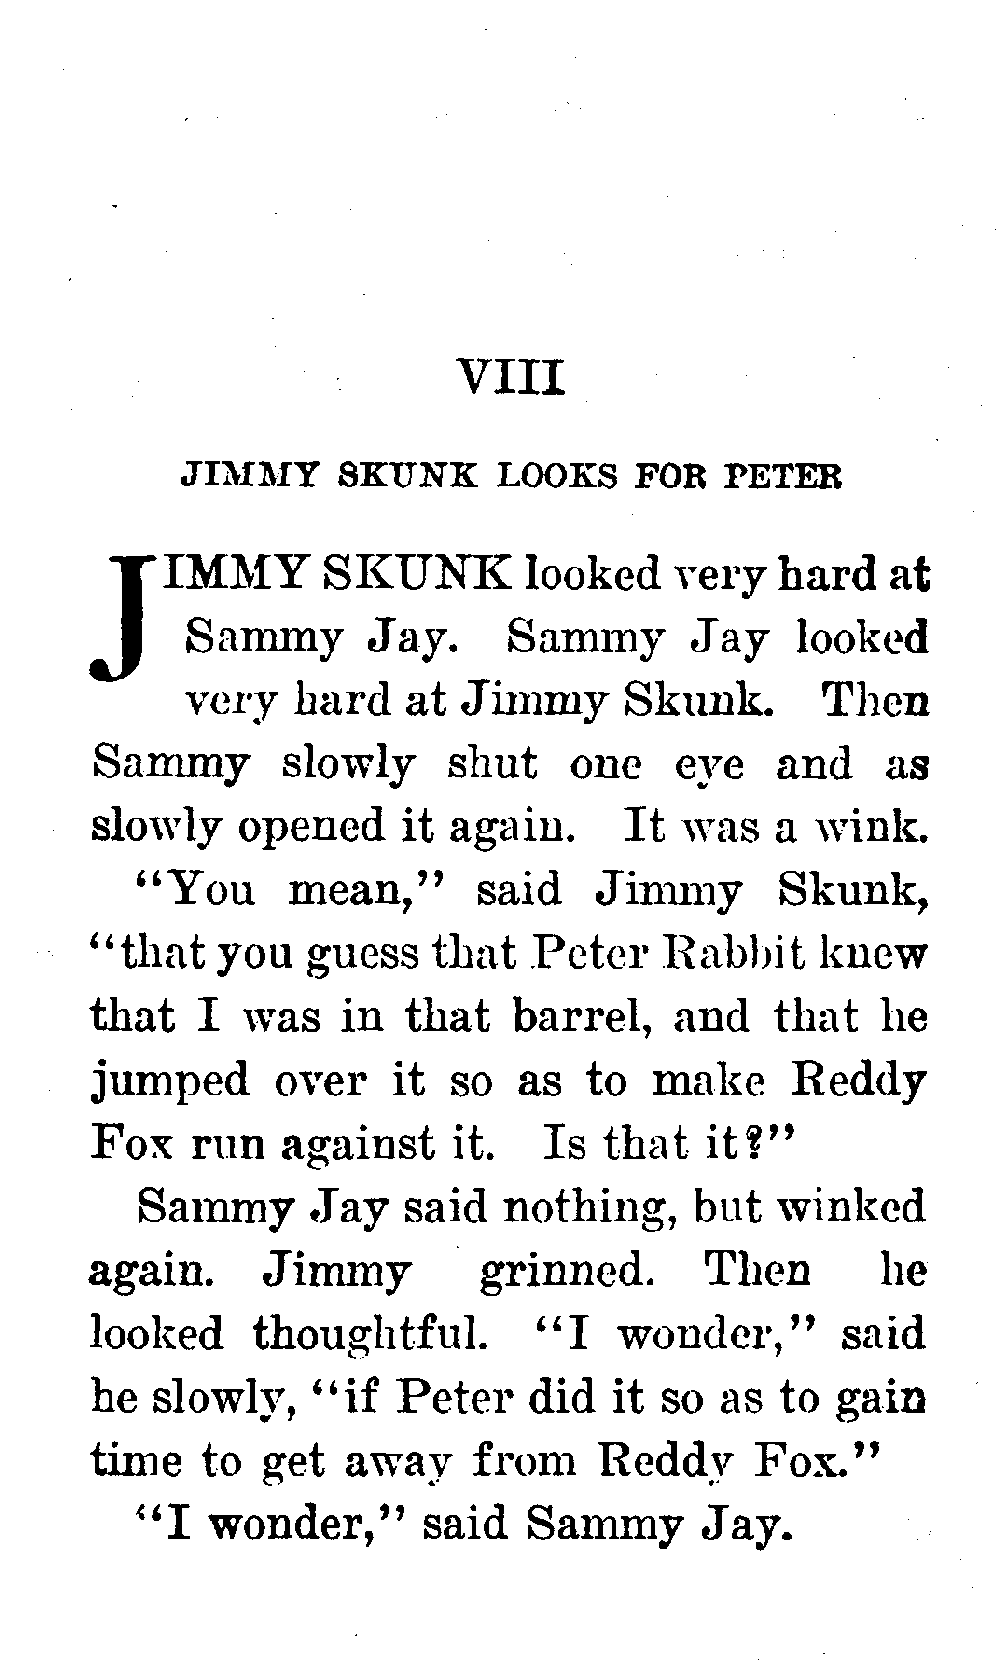 VIII
JIMMY SKUNK LOOKS FOR PETER
JIMMY SKUNK looked very hard at
Sammy Jay. Sammy Jay looked
very hard at Jimmy Skunk. Then
Sammy slowly shut one eye and as
slowly opened it again. It was a wink.
"You mean," said Jimmy Skunk,
"that you guess that Peter Rabbit knew
that I was in that barrel, and that he
jumped over it so as to make Reddy
Fox run against it. Is that it?"
Sammy Jay said nothing, but winked
again. Jimmy grinned. Then he
looked thoughtful. "I wonder," said
he slowly, "if Peter did it so as to gain
time to get away from Reddy Fox."
"I wonder," said Sammy Jay.